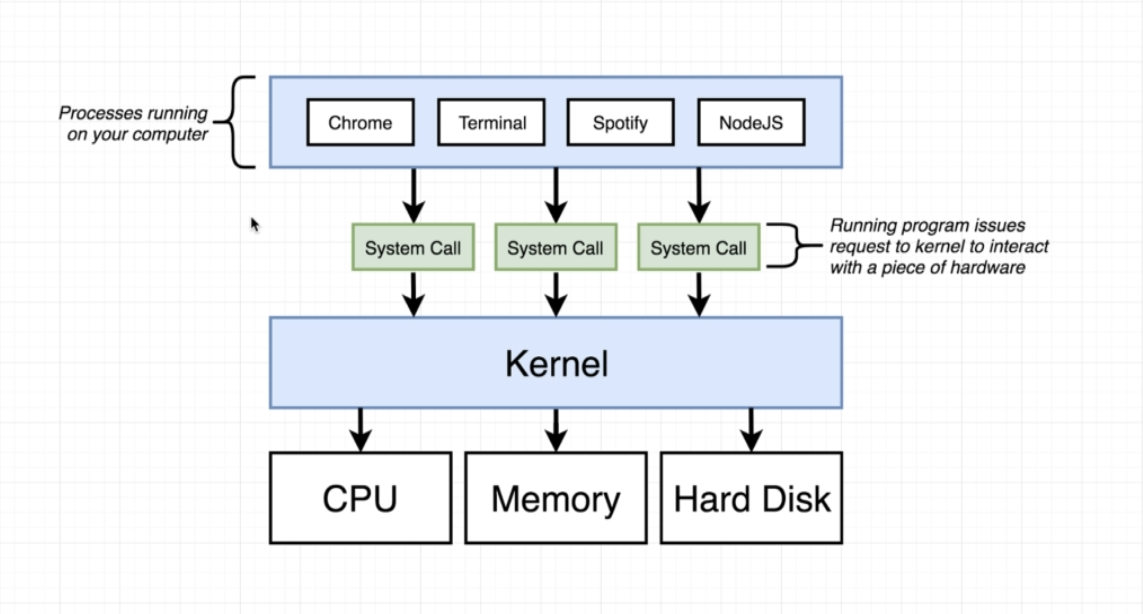 Processes running
on your computer
Chrome
Terminal
Spotify
NodeJS
System Call
System Call
System Call
Running program issues
request to kernel to interact
with a piece of hardware
Kernel
CPU
Memory
Hard Disk